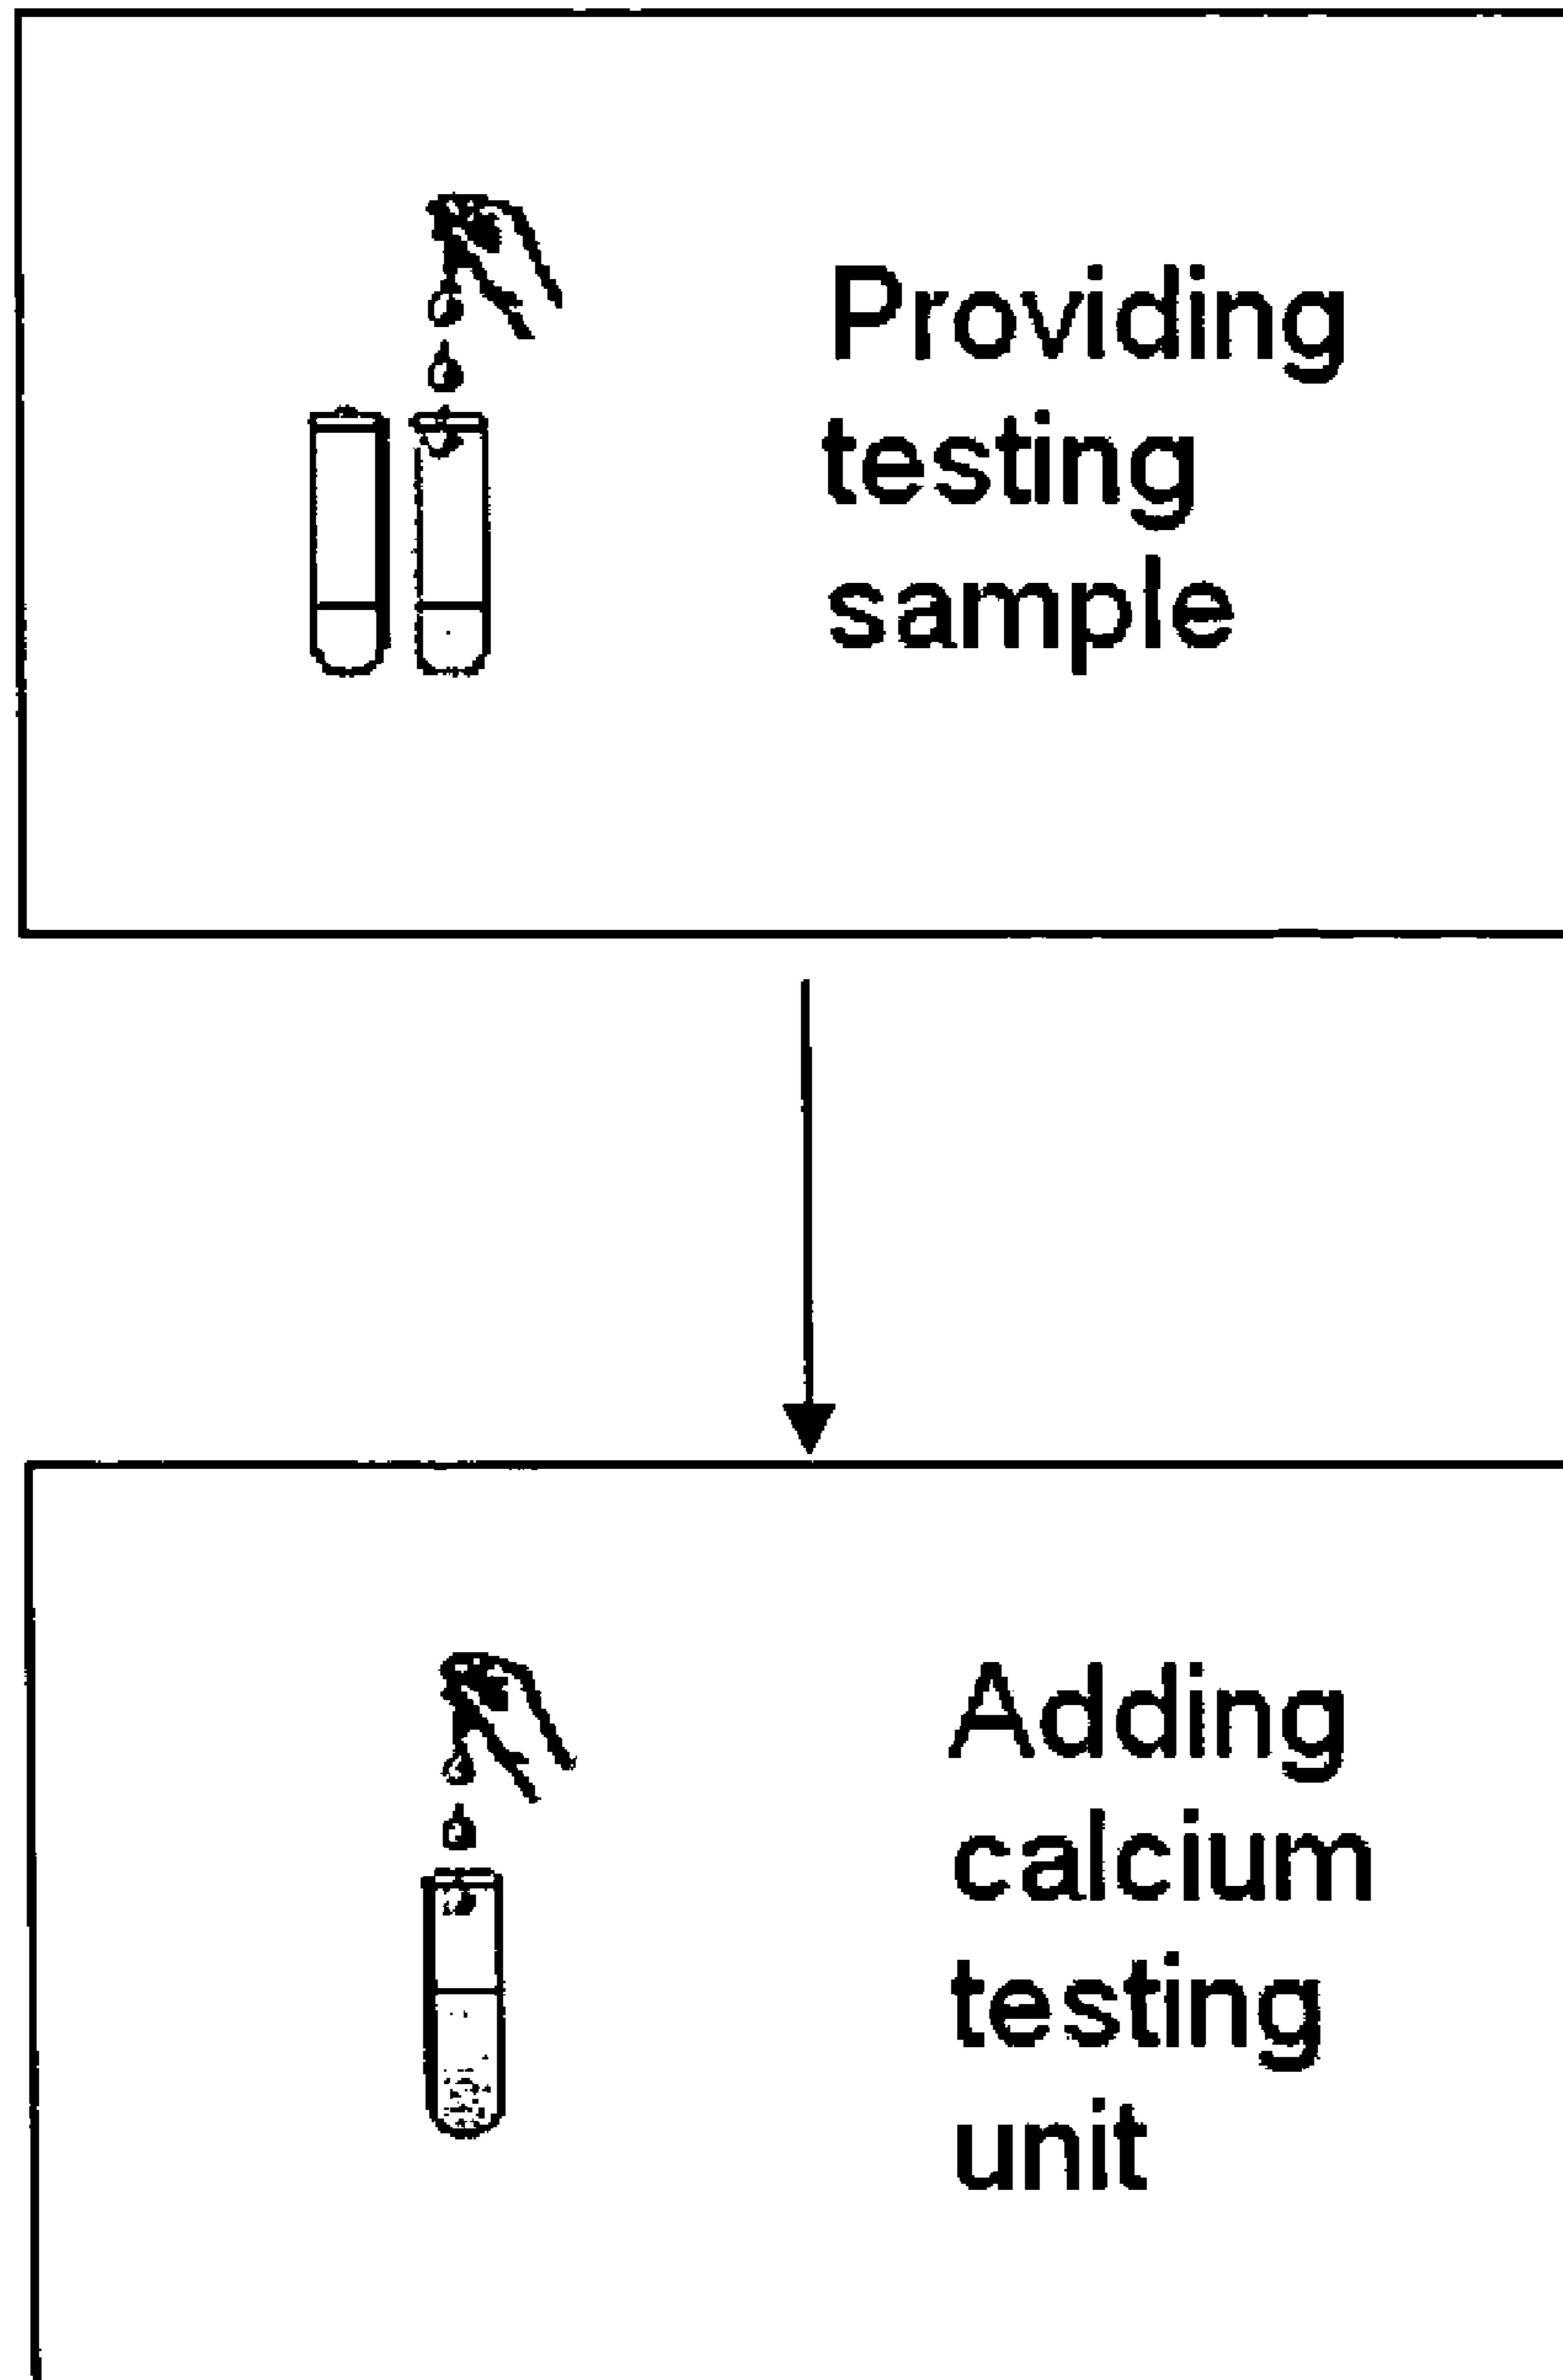 Providing
testing
sample
Adding
calcium
testing
unit